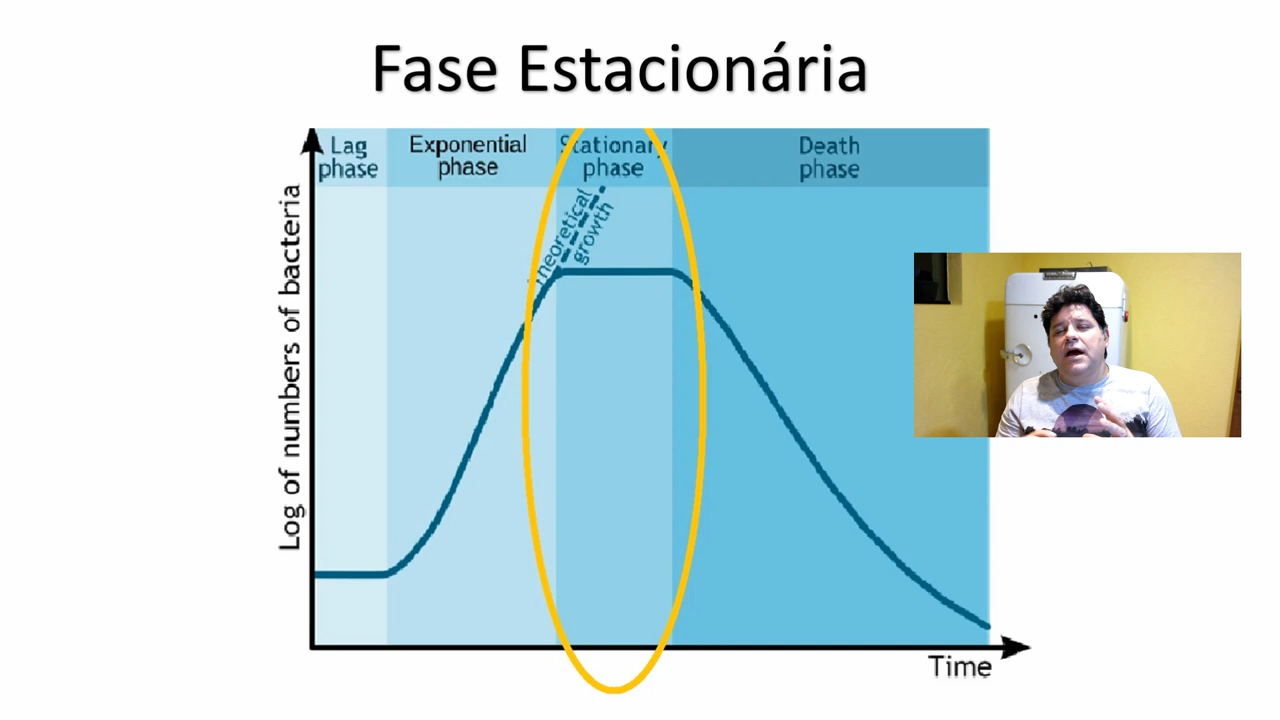 Fase Estacionária
Lag
phase
Exponential
phase
Stationary
phase
Death
phase
Theoretical
growth
Log of numbers of bacteria
Time